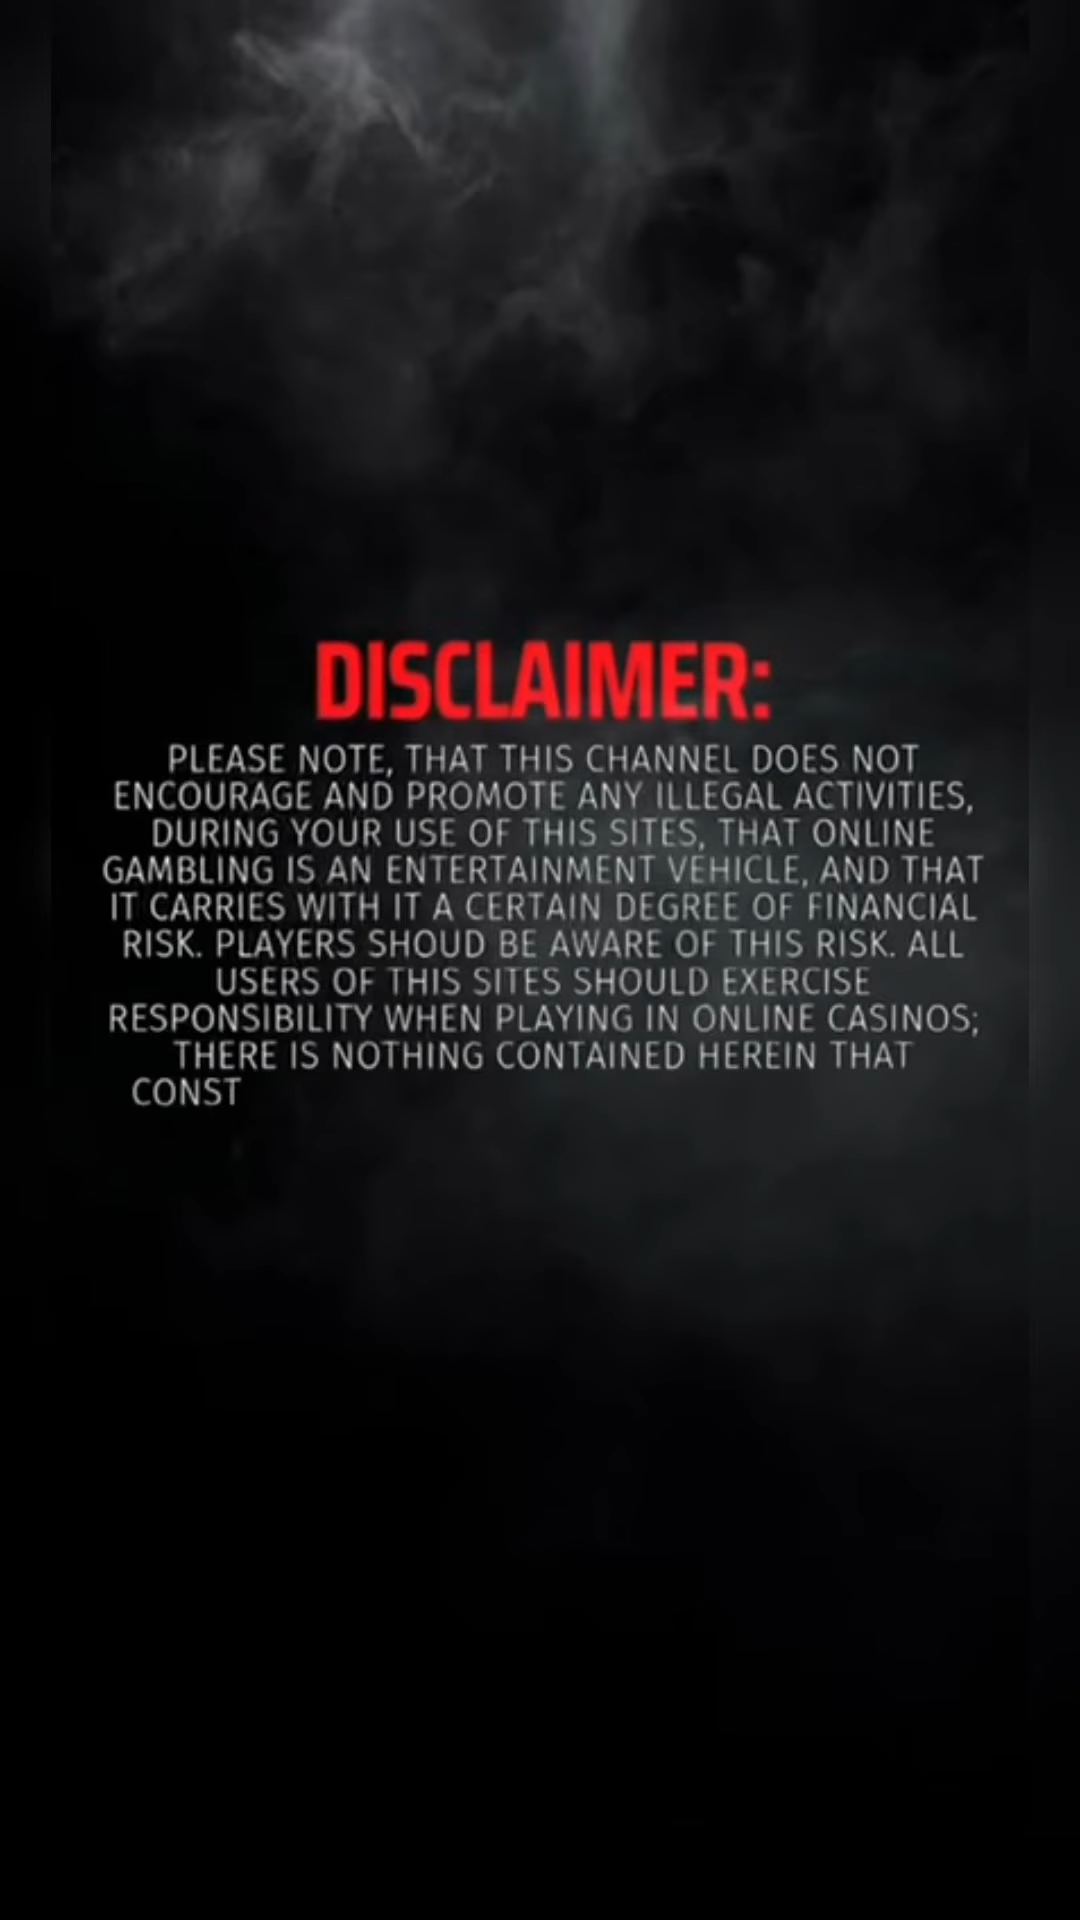 DISCLAIMER:
PLEASE NOTE, THAT THIS CHANNEL DOES NOT
ENCOURAGE AND PROMOTE ANY ILLEGAL ACTIVITIES,
DURING YOUR USE OF THIS SITES, THAT ONLINE
GAMBLING IS AN ENTERTAINMENT VEHICLE, AND THAT
IT CARRIES WITH IT A CERTAIN DEGREE OF FINANCIAL
RISK. PLAYERS SHOUD BE AWARE OF THIS RISK. ALL
USERS OF THIS SITES SHOULD EXERCISE
RESPONSIBILITY WHEN PLAYING IN ONLINE CASINOS;
THERE IS NOTHING CONTAINED HEREIN THAT
CONST